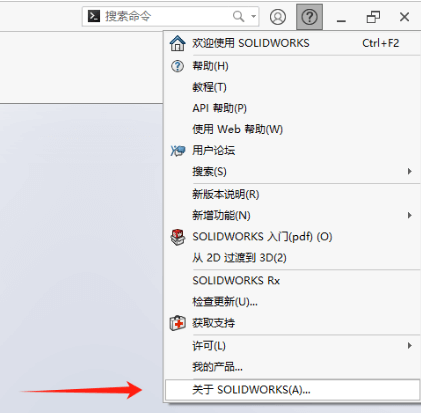 搜索命令
欢迎使用 SOLIDWORKS Ctrl+F2
帮助(H)
教程(T)
API 帮助(P)
使用 Web 帮助(W)
用户论坛
搜索(S)
新版本说明(R)
新增功能(N)
SOLIDWORKS 入门(pdf) (O)
从 2D 过渡到 3D(2)
SOLIDWORKS Rx
检查更新(U)...
获取支持
许可(L)
我的产品...
关于 SOLIDWORKS(A)...